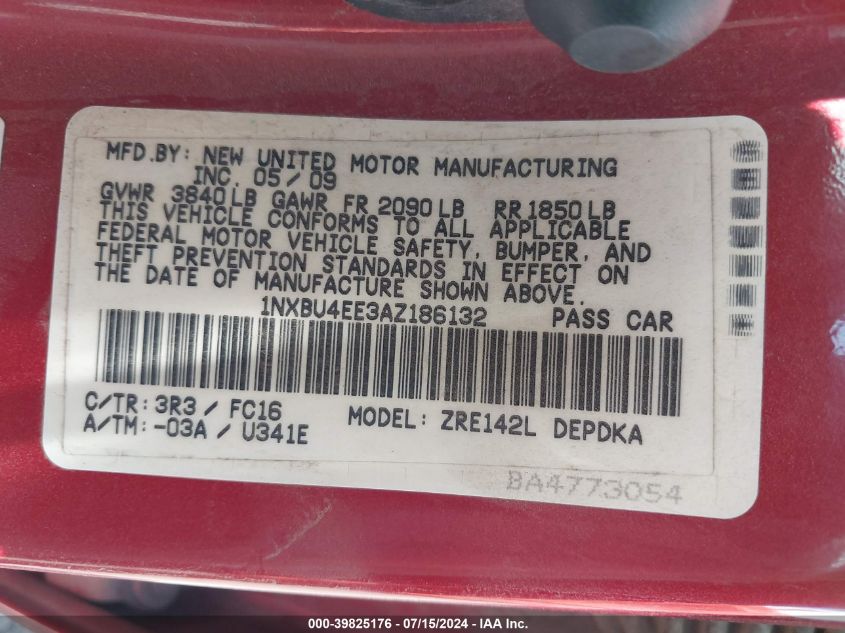 MFD.BY: NEW UNITED MOTOR MANUFACTURING
INC. 05/09
GVWR 3840LB GAWR FR 2090LB RR1850LB
THIS VEHICLE CONFORMS TO ALL APPLICABLE
FEDERAL MOTOR VEHICLE SAFETY, BUMPER, AND
THEFT PREVENTION STANDARDS IN EFFECT ON
THE DATE OF MANUFACTURE SHOWN ABOVE.
1NXBU4EE3AZ186132 PASS CAR
C/TR: 3R3 / FC16
A/TM: -03A / U341E
MODEL: ZRE142L DEPDKA
BA4773054
000-39825176 - 07/15/2024 - IAAI US, INC.